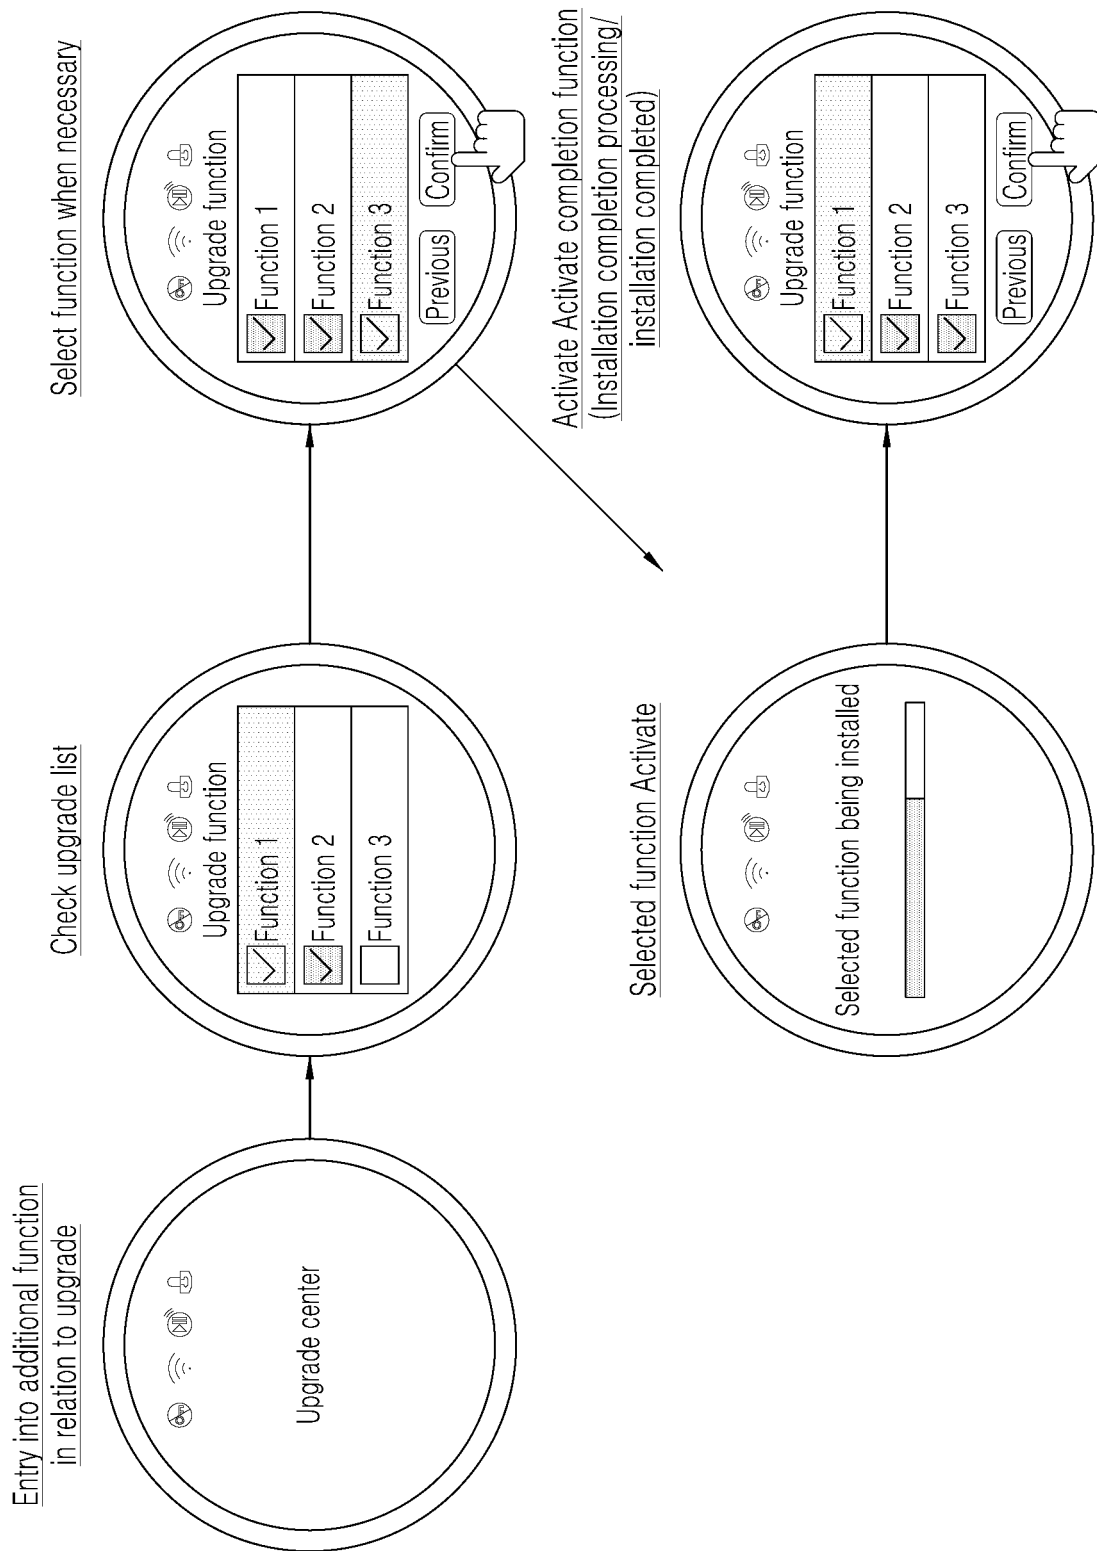 Entry into additional function
in relation to upgrade
Upgrade center
Check upgrade list
Upgrade function
Function 1
Function 2
Function 3
Select function when necessary
Upgrade function
Function 1
Function 2
Function 3
Previous
Confirm
Selected function Activate
Selected function being installed
Activate Activate completion function
(Installation completion processing/
installation completed)
Upgrade function
Function 1
Function 2
Function 3
Previous
Confirm